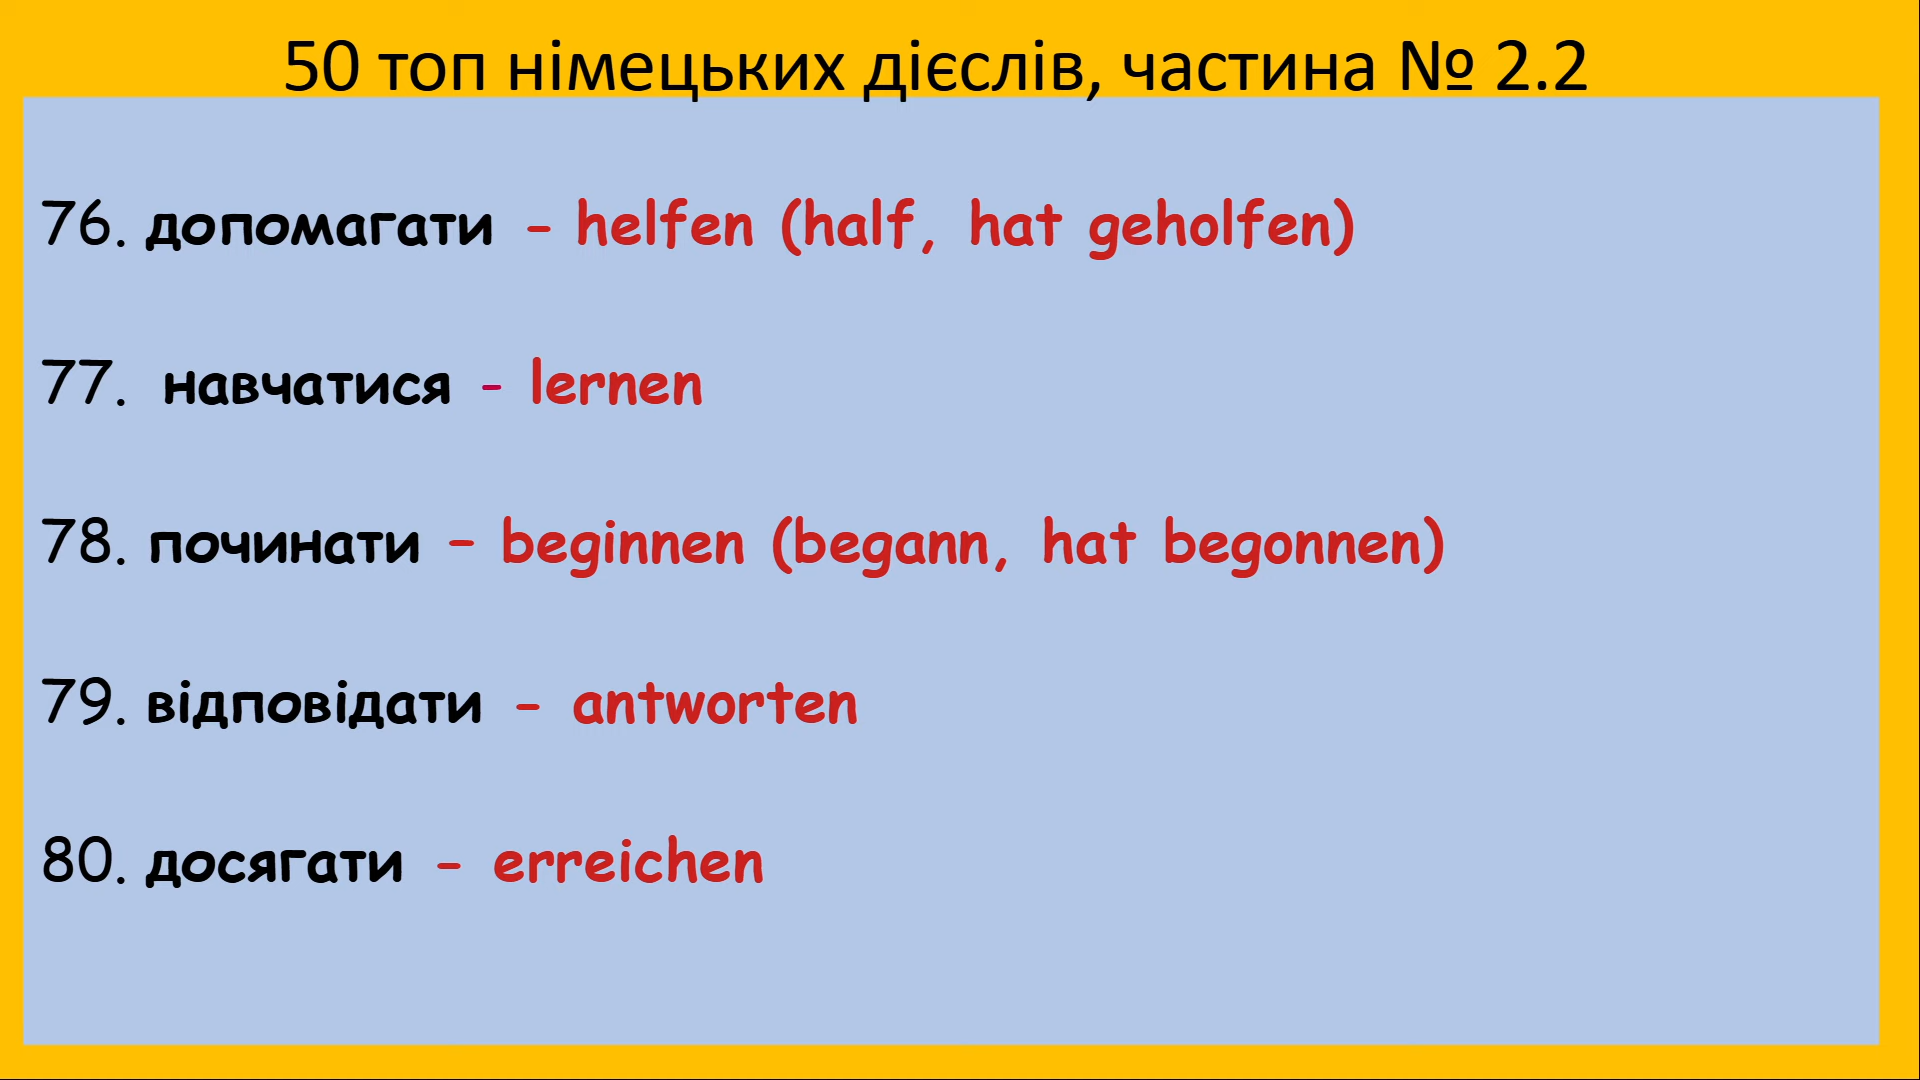 50 топ німецьких дієслів, частина № 2.2
76. допомагати – helfen (half, hat geholfen)
77. навчатися - lernen
78. починати – beginnen (begann, hat begonnen)
79. відповідати – antworten
80. досягати – erreichen